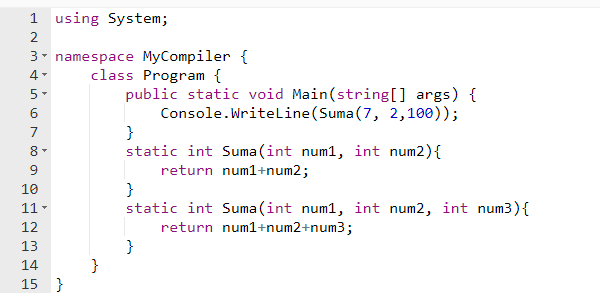 1 using System;
2
3 namespace MyCompiler {
4     class Program {
5         public static void Main(string[] args) {
6             Console.WriteLine(Suma(7, 2,100));
7         }
8         static int Suma(int num1, int num2){
9             return num1+num2;
10         }
11         static int Suma(int num1, int num2, int num3){
12             return num1+num2+num3;
13         }
14     }
15 }